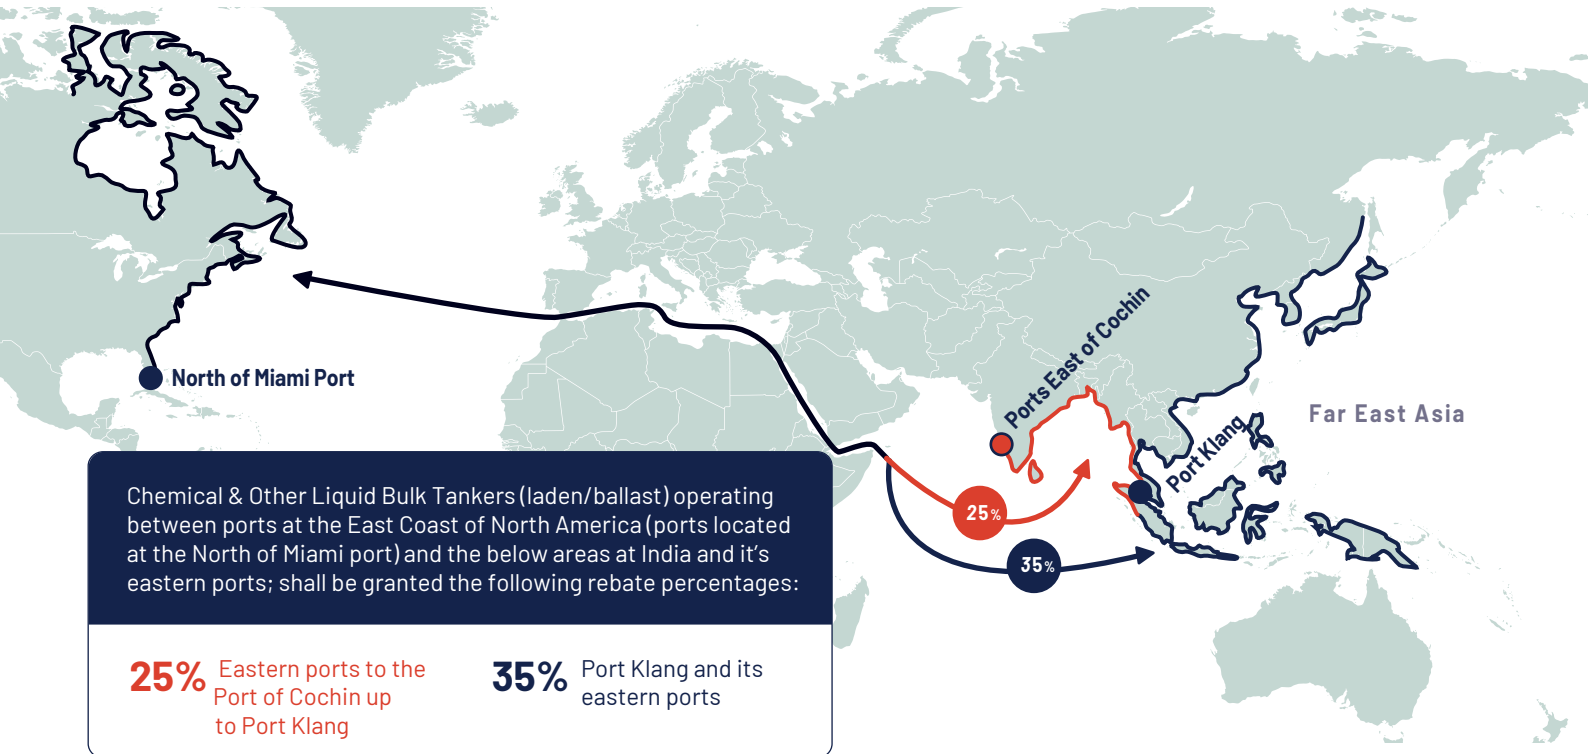 Ports East of Cochin
Far East Asia
North of Miami Port
Port Klang
25%
35%
Chemical & Other Liquid Bulk Tankers (laden/ballast) operating
between ports at the East Coast of North America (ports located
at the North of Miami port) and the below areas at India and it's
eastern ports; shall be granted the following rebate percentages:
25% Eastern ports to the
Port of Cochin up
to Port Klang
35% Port Klang and its
eastern ports